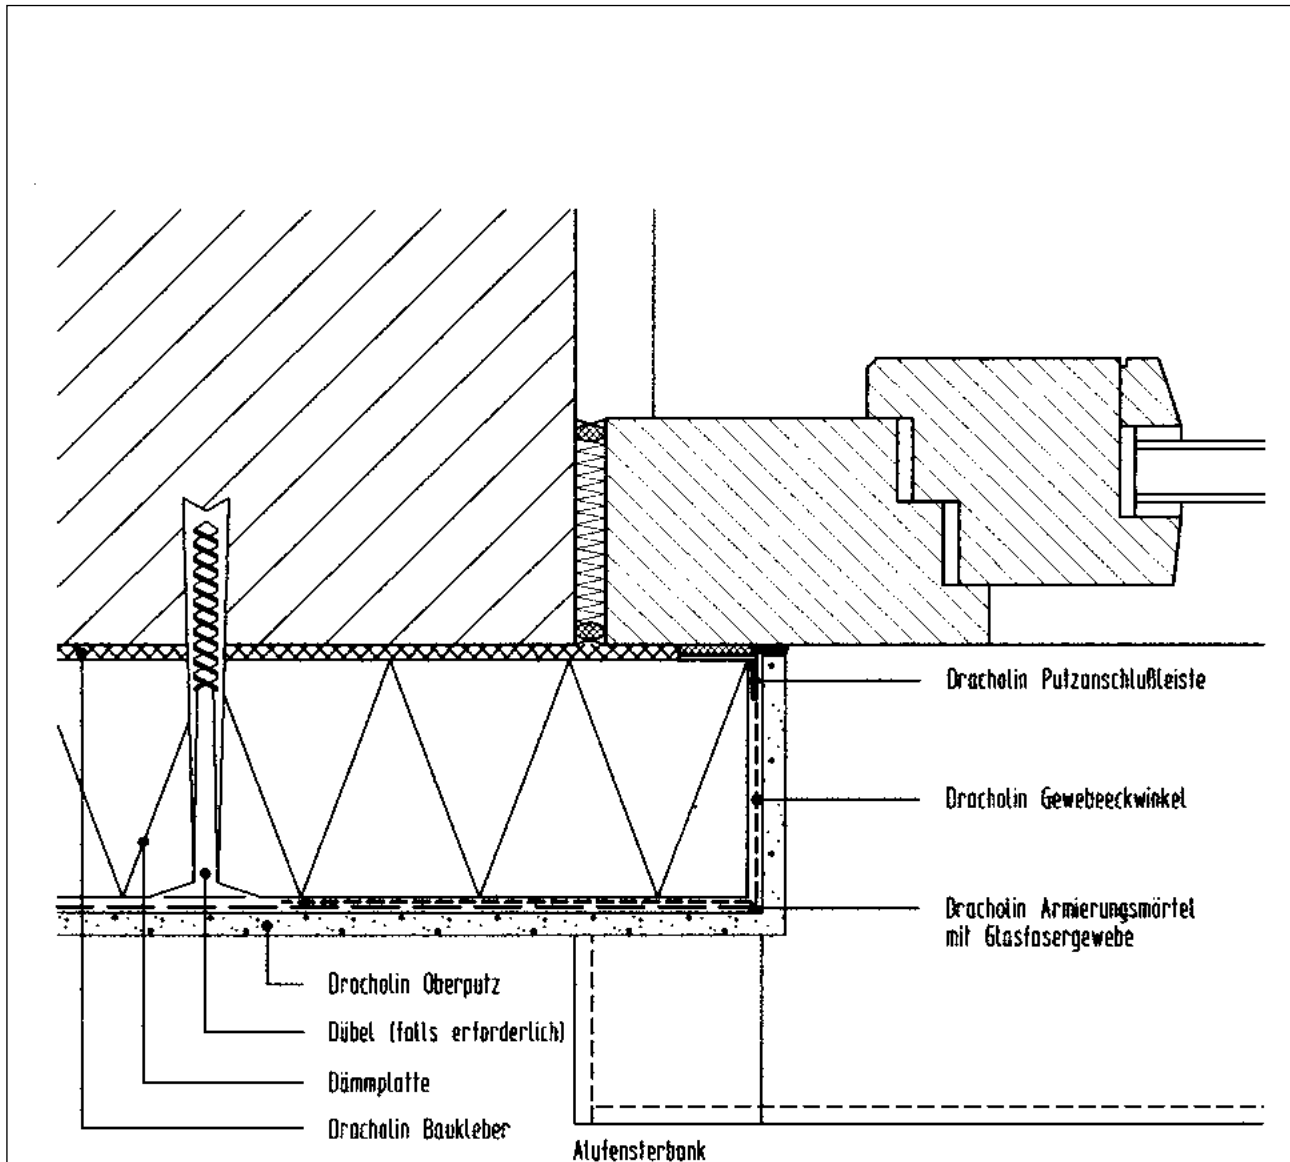 Dracholin Putzanschlußleiste
Dracholin Gewebeeckwinkel
Dracholin Armierungsmörtel
mit Glasfasergewebe
Dracholin Oberputz
Dübel (falls erforderlich)
Dämmplatte
Dracholin Baukleber
Alufensterbank